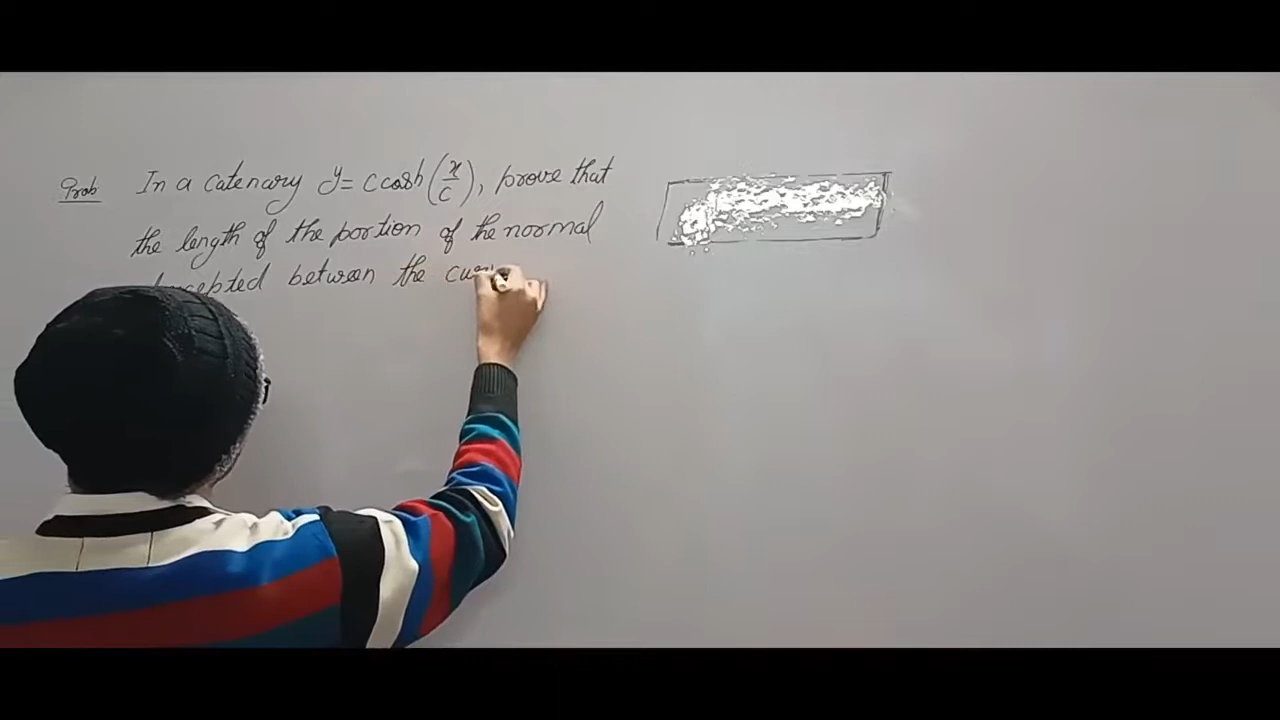 Prob In a catenary y = c cosh (x/c), prove that
the length of the portion of the normal
between the